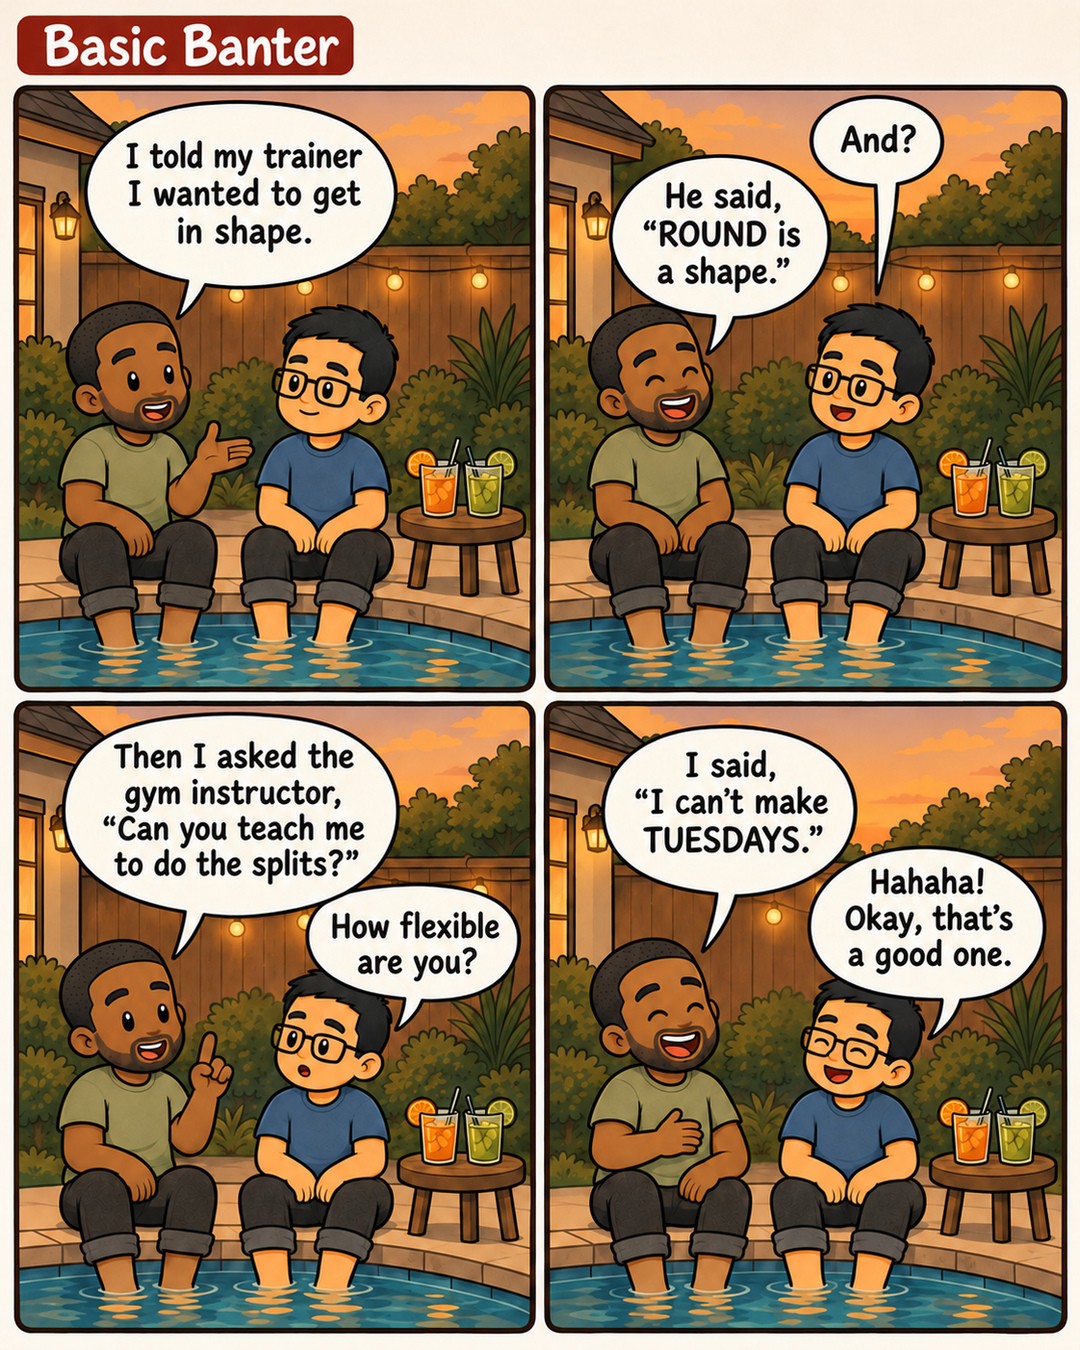 Basic Banter
I told my trainer
I wanted to get
in shape.
He said,
“ROUND is
a shape.”
And?
Then I asked the
gym instructor,
“Can you teach me
to do the splits?”
How flexible
are you?
I said,
“I can’t make
TUESDAYS.”
Hahaha!
Okay, that’s
a good one.